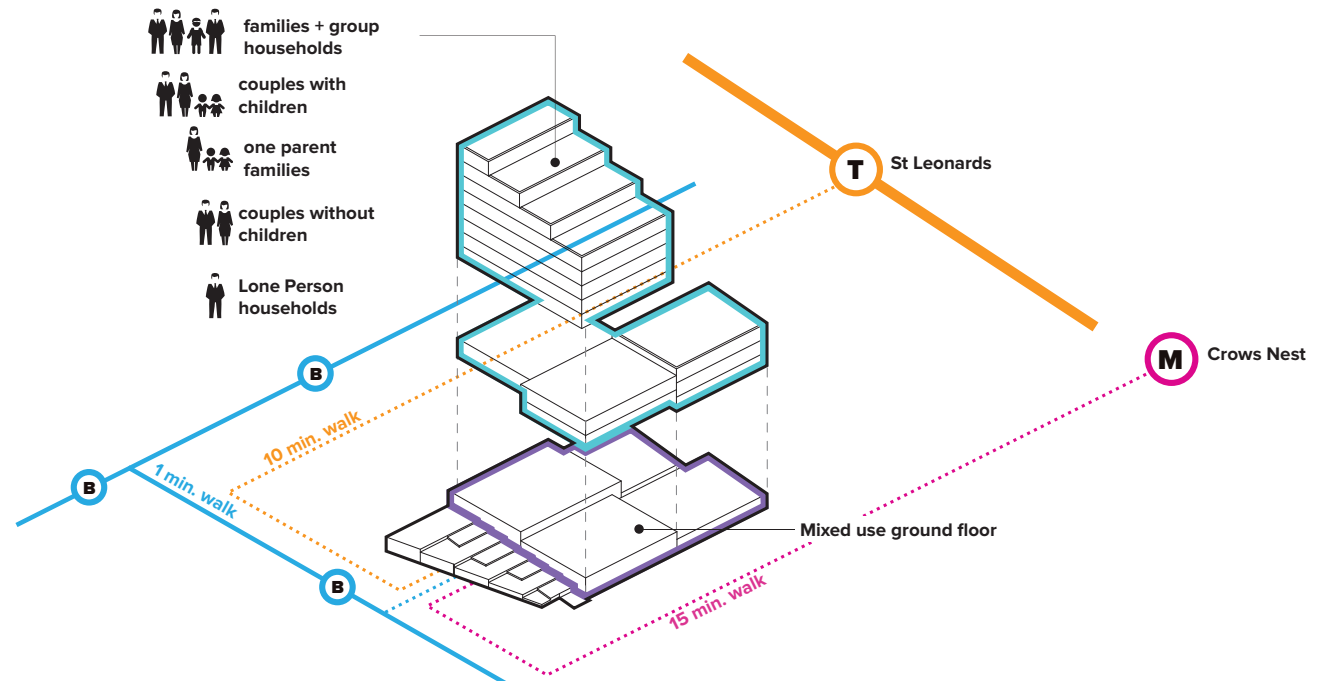 families + group
households
couples with
children
one parent
families
couples without
children
Lone Person
households
T
St Leonards
M
Crows Nest
B
B
B
10 min. walk
1 min. walk
Mixed use ground floor
15 min. walk